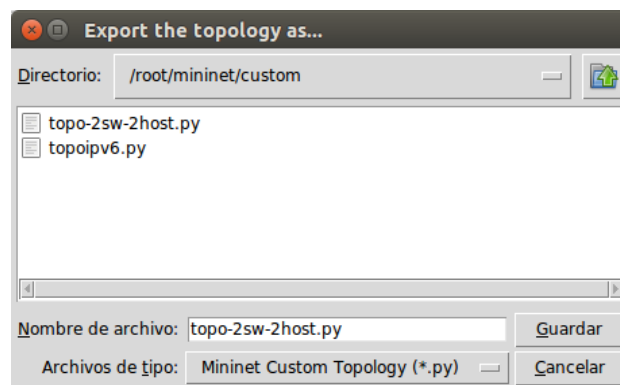 Export the topology as...
Directorio: /root/mininet/custom
topo-2sw-2host.py
topoipv6.py
Nombre de archivo: topo-2sw-2host.py Guardar
Archivos de tipo: Mininet Custom Topology (*.py) Cancelar